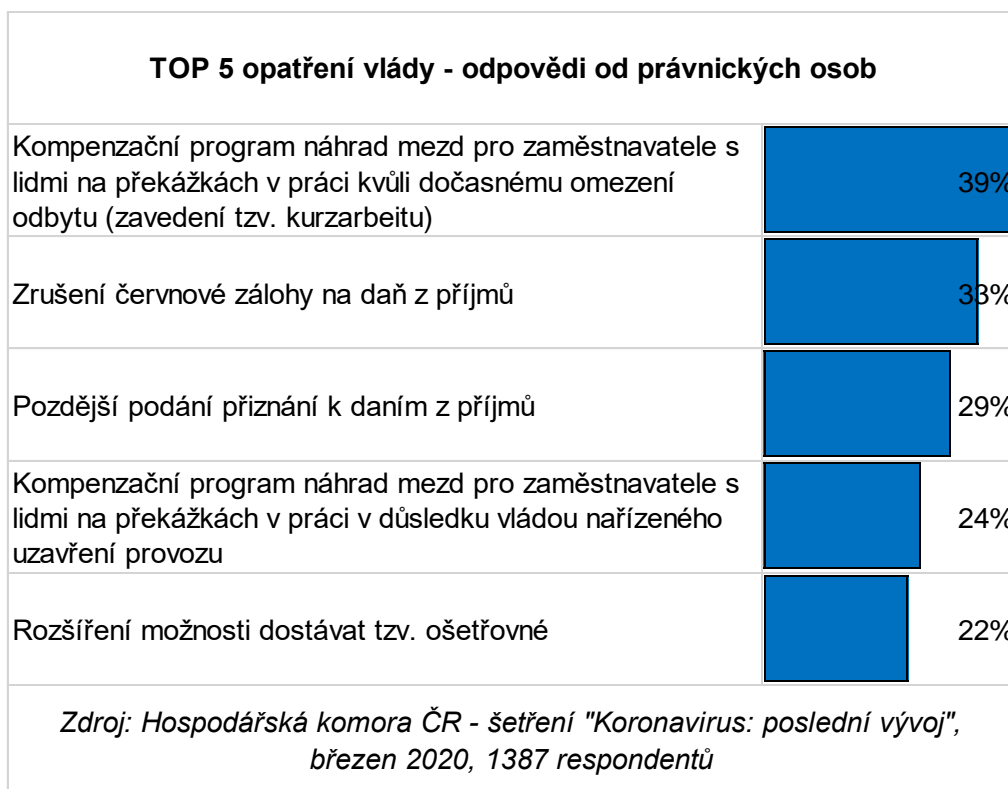 TOP 5 opatření vlády - odpovědi od právnických osob
Kompenzační program náhrad mezd pro zaměstnavatele s
lidmi na překážkách v práci kvůli dočasnému omezení
odbytu (zavedení tzv. kurzarbeitu)
39%
Zrušení červnové zálohy na daň z příjmů
33%
Pozdější podání přiznání k daním z příjmů
29%
Kompenzační program náhrad mezd pro zaměstnavatele s
lidmi na překážkách v práci v důsledku vládou nařízeného
uzavření provozu
24%
Rozšíření možnosti dostávat tzv. ošetřovné
22%
Zdroj: Hospodářská komora ČR - šetření "Koronavirus: poslední vývoj",
březen 2020, 1387 respondentů